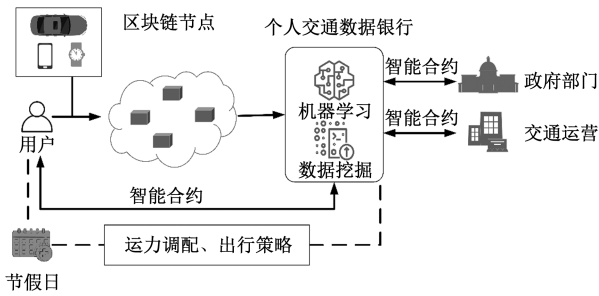 区块链节点
个人交通数据银行
智能合约
政府部门
机器学习
智能合约
交通运营
用户
数据挖掘
智能合约
运力调配、出行策略
节假日